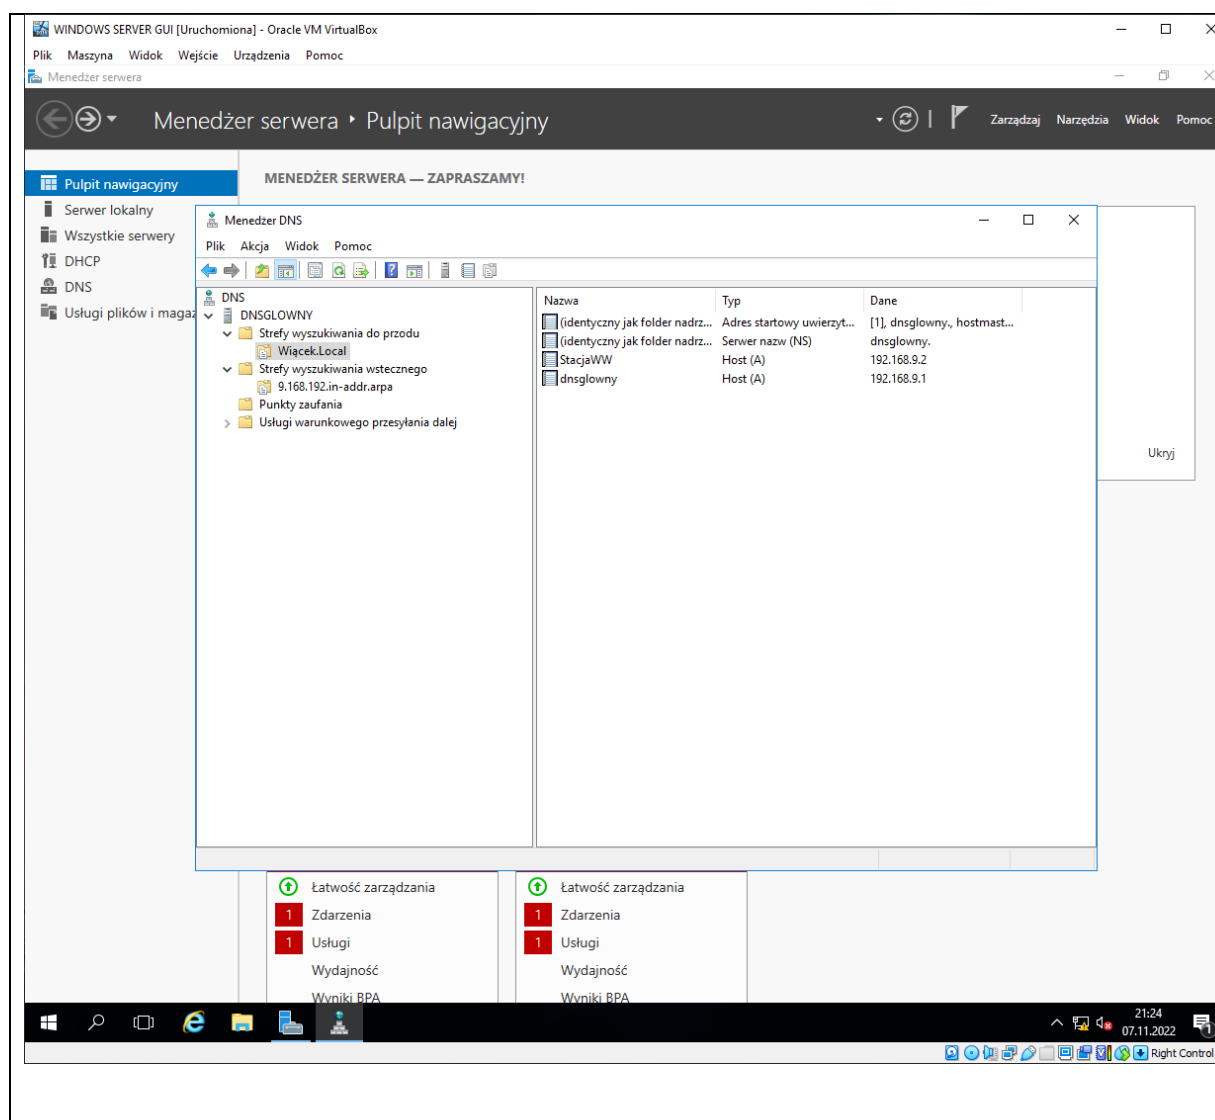 WINDOWS SERVER GUI [Uruchomiona] - Oracle VM VirtualBox
Plik Maszyna Widok Wejście Urządzenia Pomoc
Menedżer serwera
Menedżer serwera Pulpit nawigacyjny
Zarządzaj Narzędzia Widok Pomoc
Pulpit nawigacyjny
Serwer lokalny
Wszystkie serwery
DHCP
DNS
Usługi plików i magaz
MENEDŻER SERWERA — ZAPRASZAMY!
Menedżer DNS
Plik Akcja Widok Pomoc
DNS
DNSGLOWNY
Strefy wyszukiwania do przodu
Wiącek.Local
Strefy wyszukiwania wstecznego
9.168.192.in-addr.arpa
Punkty zaufania
Usługi warunkowego przesyłania dalej
Nazwa Typ Dane
(identyczny jak folder nadrz... Adres startowy uwierzyt... [1], dnsglowny., hostmast...
(identyczny jak folder nadrz... Serwer nazw (NS) dnsglowny.
StacjaWW Host (A) 192.168.9.2
dnsglowny Host (A) 192.168.9.1
Ukryj
Łatwość zarządzania
1 Zdarzenia
1 Usługi
Wydajność
Wyniki BPA
Łatwość zarządzania
1 Zdarzenia
1 Usługi
Wydajność
Wyniki BPA
21:24
07.11.2022
1
Right Control